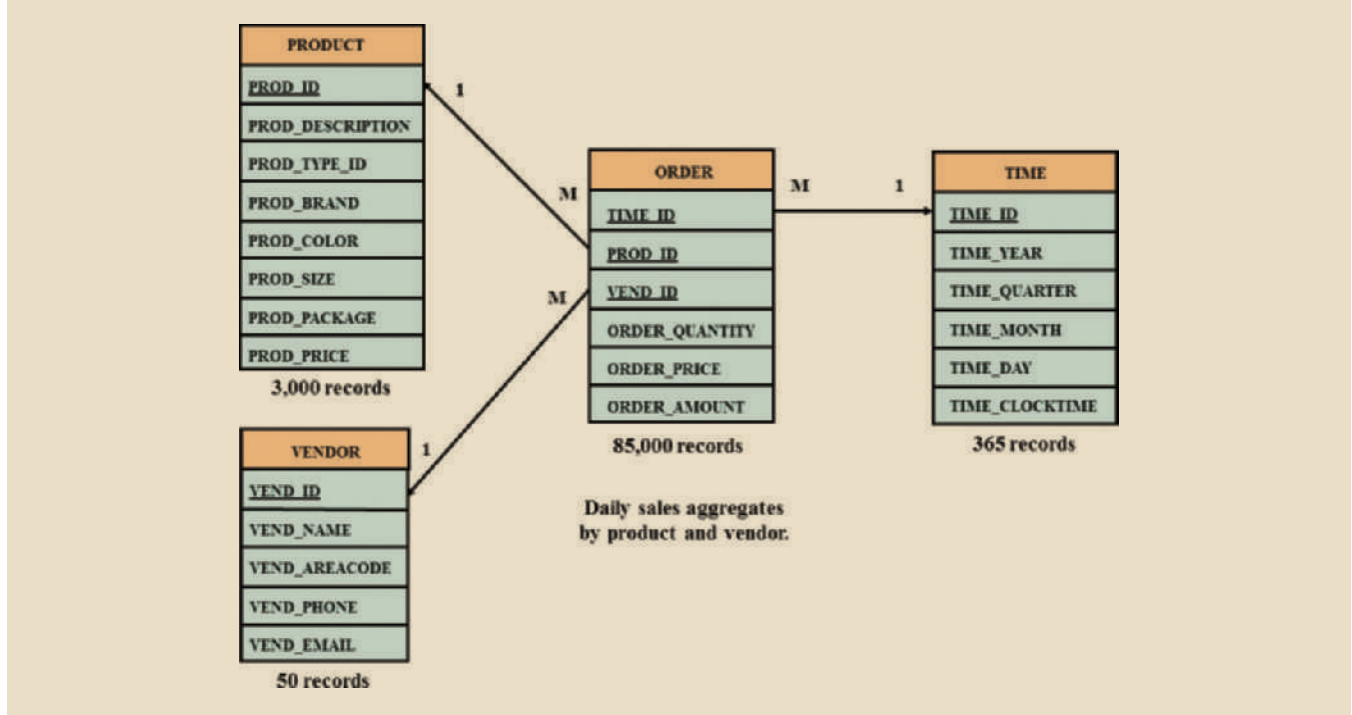 PRODUCT
PROD_ID
PROD_DESCRIPTION
PROD_TYPE_ID
PROD_BRAND
PROD_COLOR
PROD_SIZE
PROD_PACKAGE
PROD_PRICE
3,000 records
1
M
VENDOR
VEND_ID
VEND_NAME
VEND_AREACODE
VEND_PHONE
VEND_EMAIL
50 records
1
M
ORDER
TIME_ID
PROD_ID
VEND_ID
ORDER_QUANTITY
ORDER_PRICE
ORDER_AMOUNT
85,000 records
Daily sales aggregates
by product and vendor.
M
1
TIME
TIME_ID
TIME_YEAR
TIME_QUARTER
TIME_MONTH
TIME_DAY
TIME_CLOCKTIME
365 records